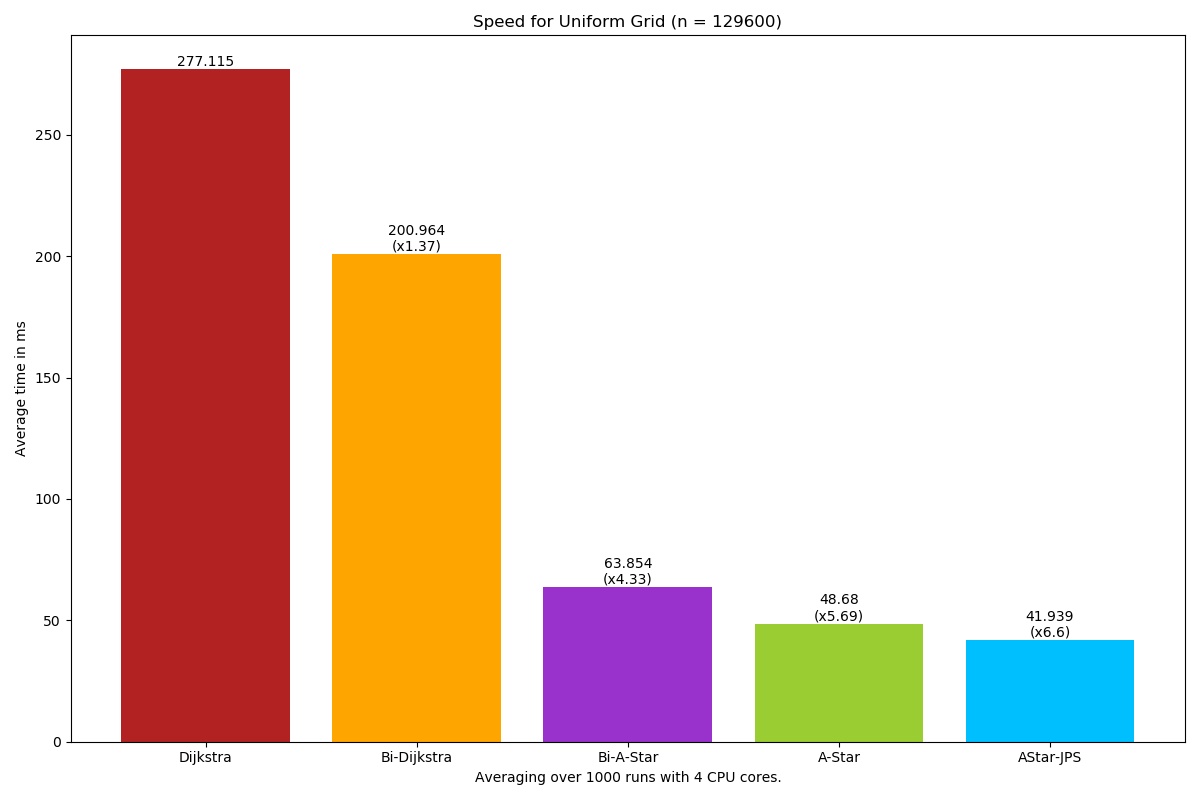 Speed for Uniform Grid (n = 129600)
Average time in ms
250
200
150
100
50
0
277.115
200.964
(x1.37)
63.854
(x4.33)
48.68
(x5.69)
41.939
(x6.6)
Dijkstra
Bi-Dijkstra
Bi-A-Star
A-Star
AStar-JPS
Averaging over 1000 runs with 4 CPU cores.